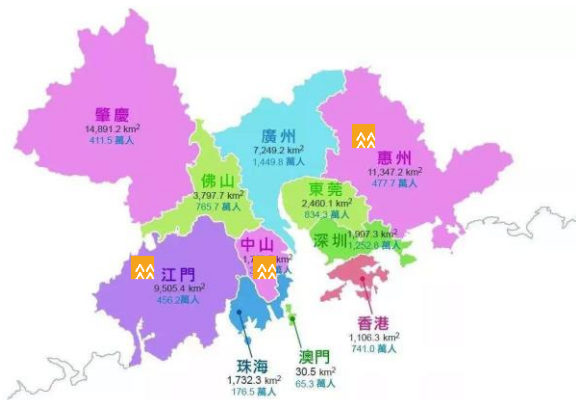 肇慶
14,891.2 km²
411.5 萬人
廣州
7,249.2 km²
1,449.8 萬人
惠州
11,347.2 km²
477.7 萬人
佛山
3,797.7 km²
765.7 萬人
東莞
2,460.1 km²
834.3 萬人
深圳
1,997.3 km²
1,252.8 萬人
中山
江門
9,505.4 km²
456.2萬人
香港
1,106.3 km²
741.0 萬人
珠海
1,732.3 km²
176.5 萬人
澳門
30.5 km²
65.3 萬人